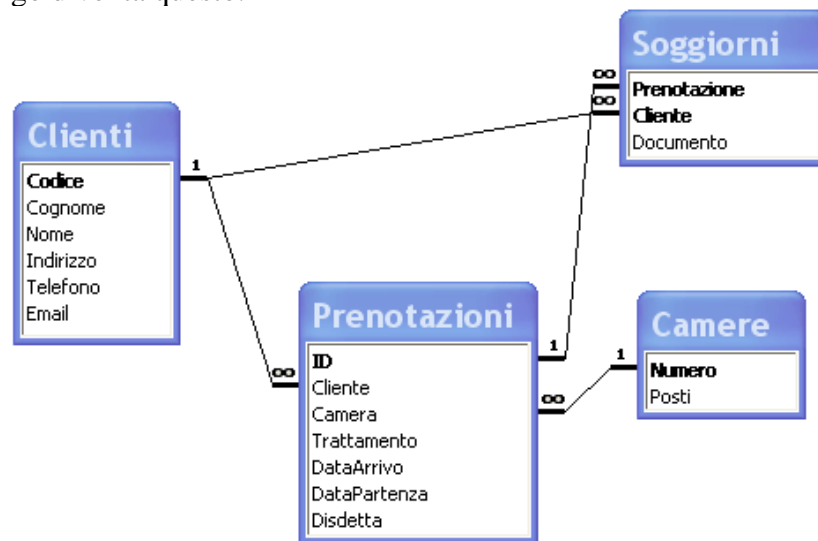 Soggiorni
Prenotazione
Cliente
Documento
∞
∞
Clienti
Codice
Cognome
Nome
Indirizzo
Telefono
Email
1
Prenotazioni
ID
Cliente
Camera
Trattamento
DataArrivo
DataPartenza
Disdetta
∞
1
∞
Camere
Numero
Posti
1